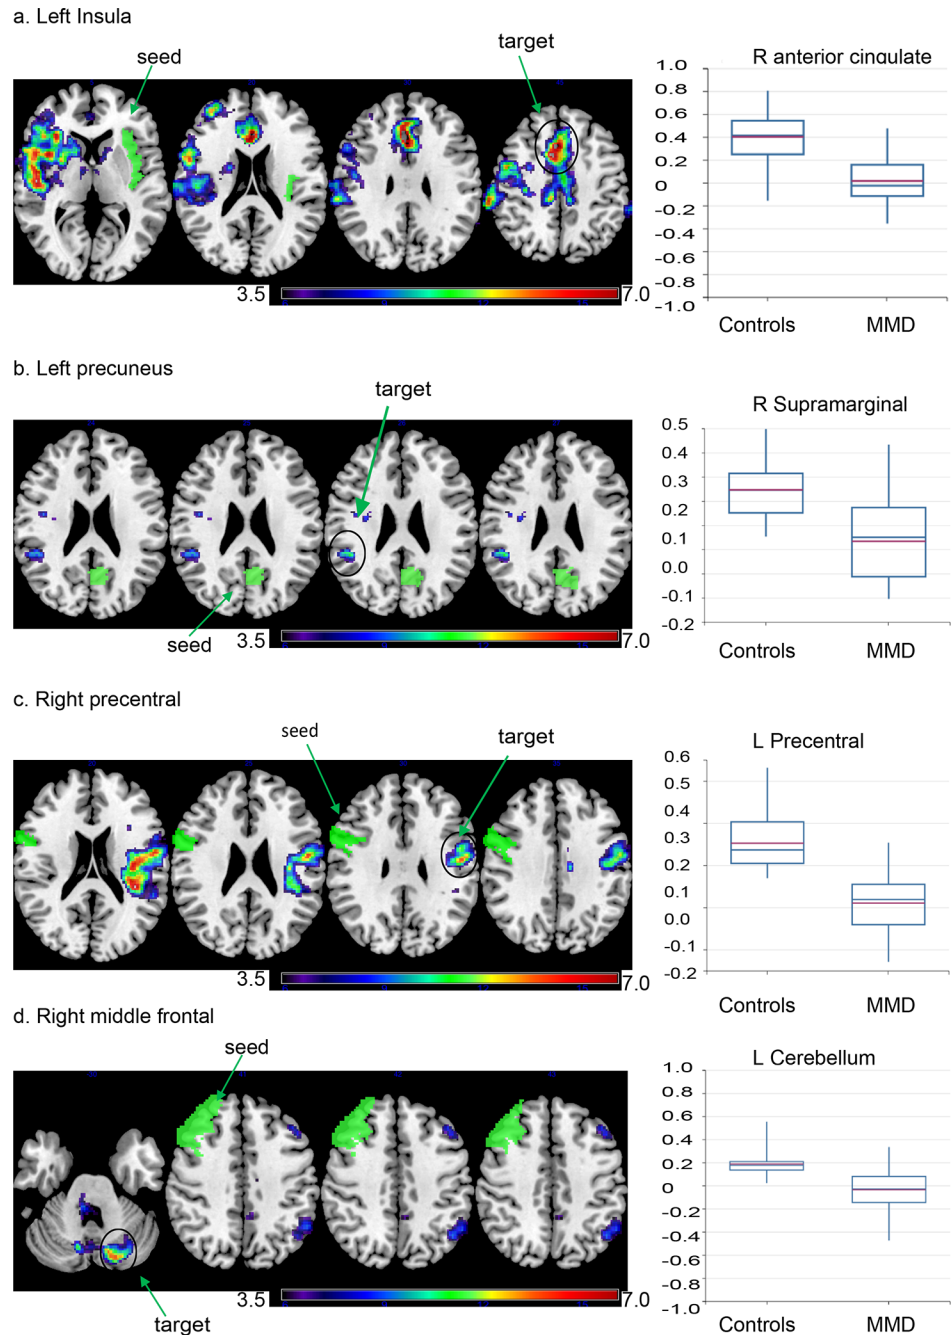 a. Left Insula
seed
target
R anterior cingulate
1.0
0.8
0.6
0.4
0.2
0
-0.2
-0.4
-0.6
-0.8
-1.0
3.5
7.0
Controls
MMD
b. Left precuneus
target
R Supramarginal
0.5
0.3
0.2
0.1
0.0
-0.1
-0.2
seed
3.5
7.0
Controls
MMD
c. Right precentral
seed
target
L Precentral
0.6
0.4
0.3
0.2
0.1
0.0
-0.1
-0.2
3.5
7.0
Controls
MMD
d. Right middle frontal
seed
L Cerebellum
1.0
0.8
0.6
0.4
0.2
0
-0.2
-0.4
-0.6
-0.8
-1.0
3.5
7.0
target
Controls
MMD